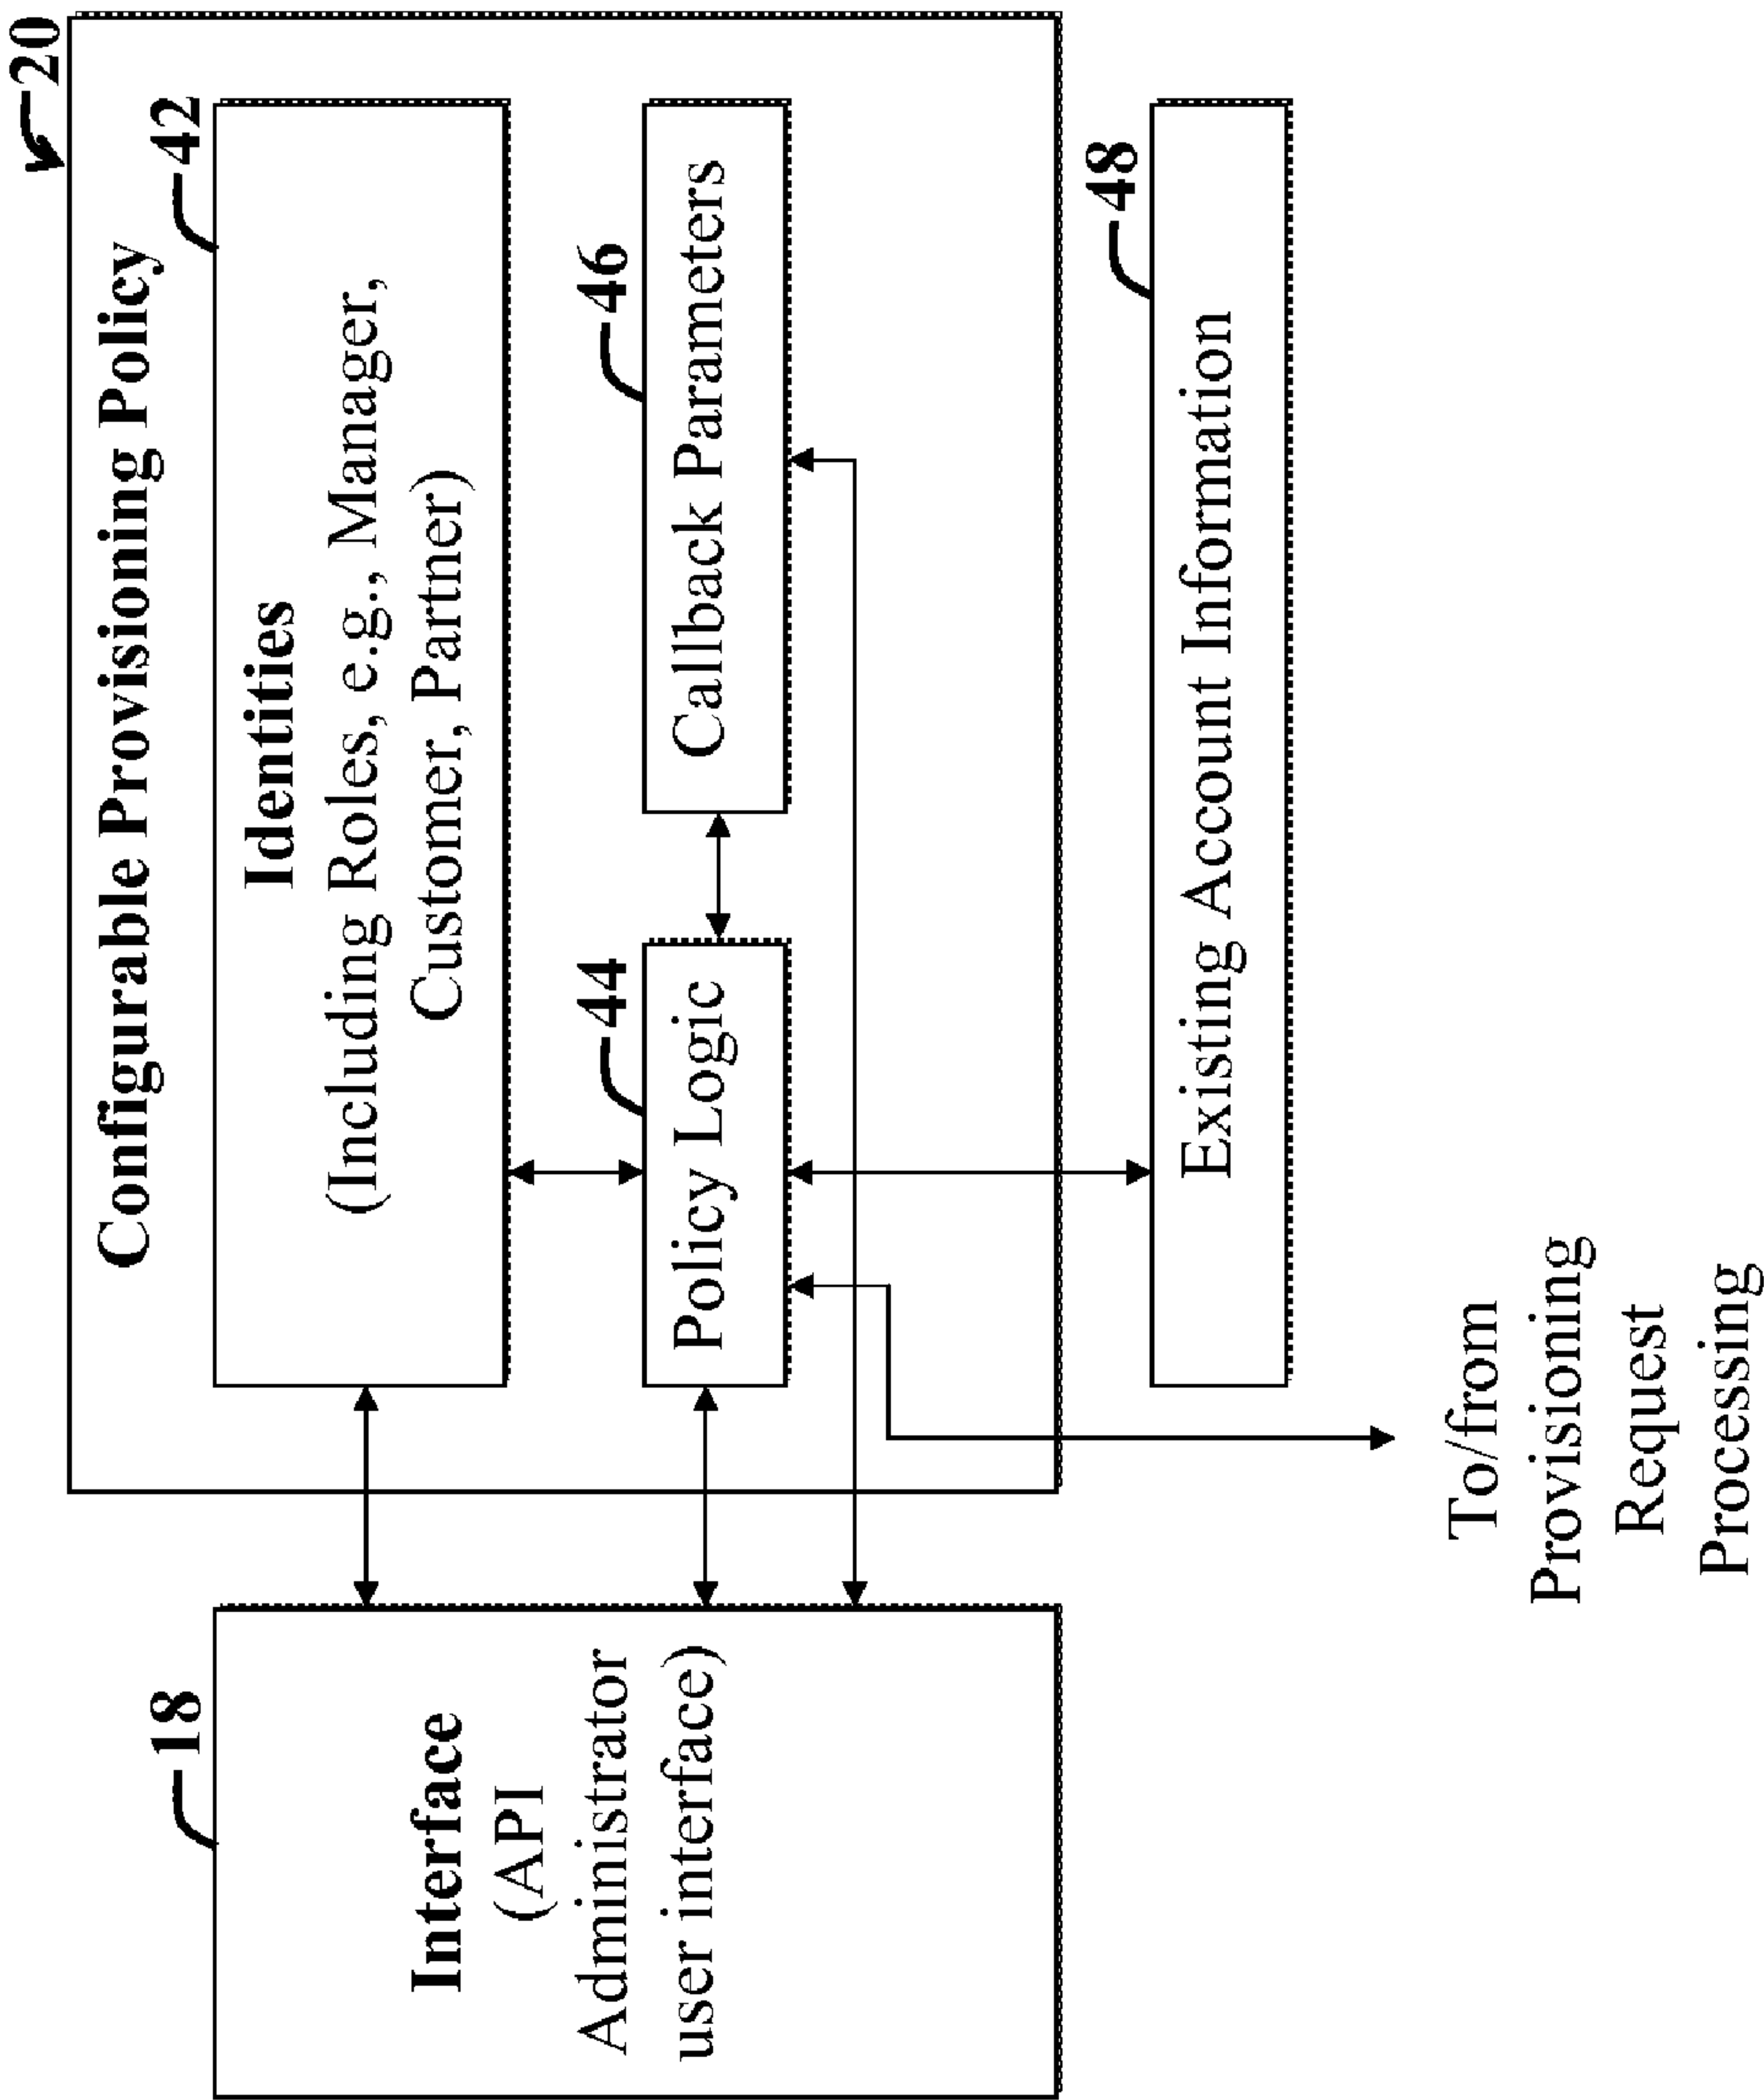 20
Configurable Provisioning Policy
18
42
Interface
(API
Administrator
user interface)
Identities
(Including Roles, e.g., Manager,
Customer, Partner)
44
46
Policy Logic
Callback Parameters
48
Existing Account Information
To/from
Provisioning
Request
Processing